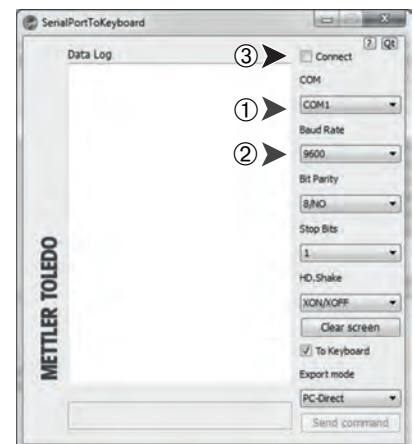 SerialPortToKeyboard
Data Log
? Qt
③ Connect
COM
① COM1
Baud Rate
② 9600
Bit Parity
8/NO
Stop Bits
1
HD.Shake
XON/XOFF
Clear screen
To Keyboard
Export mode
PC-Direct
Send command
METTLER TOLEDO